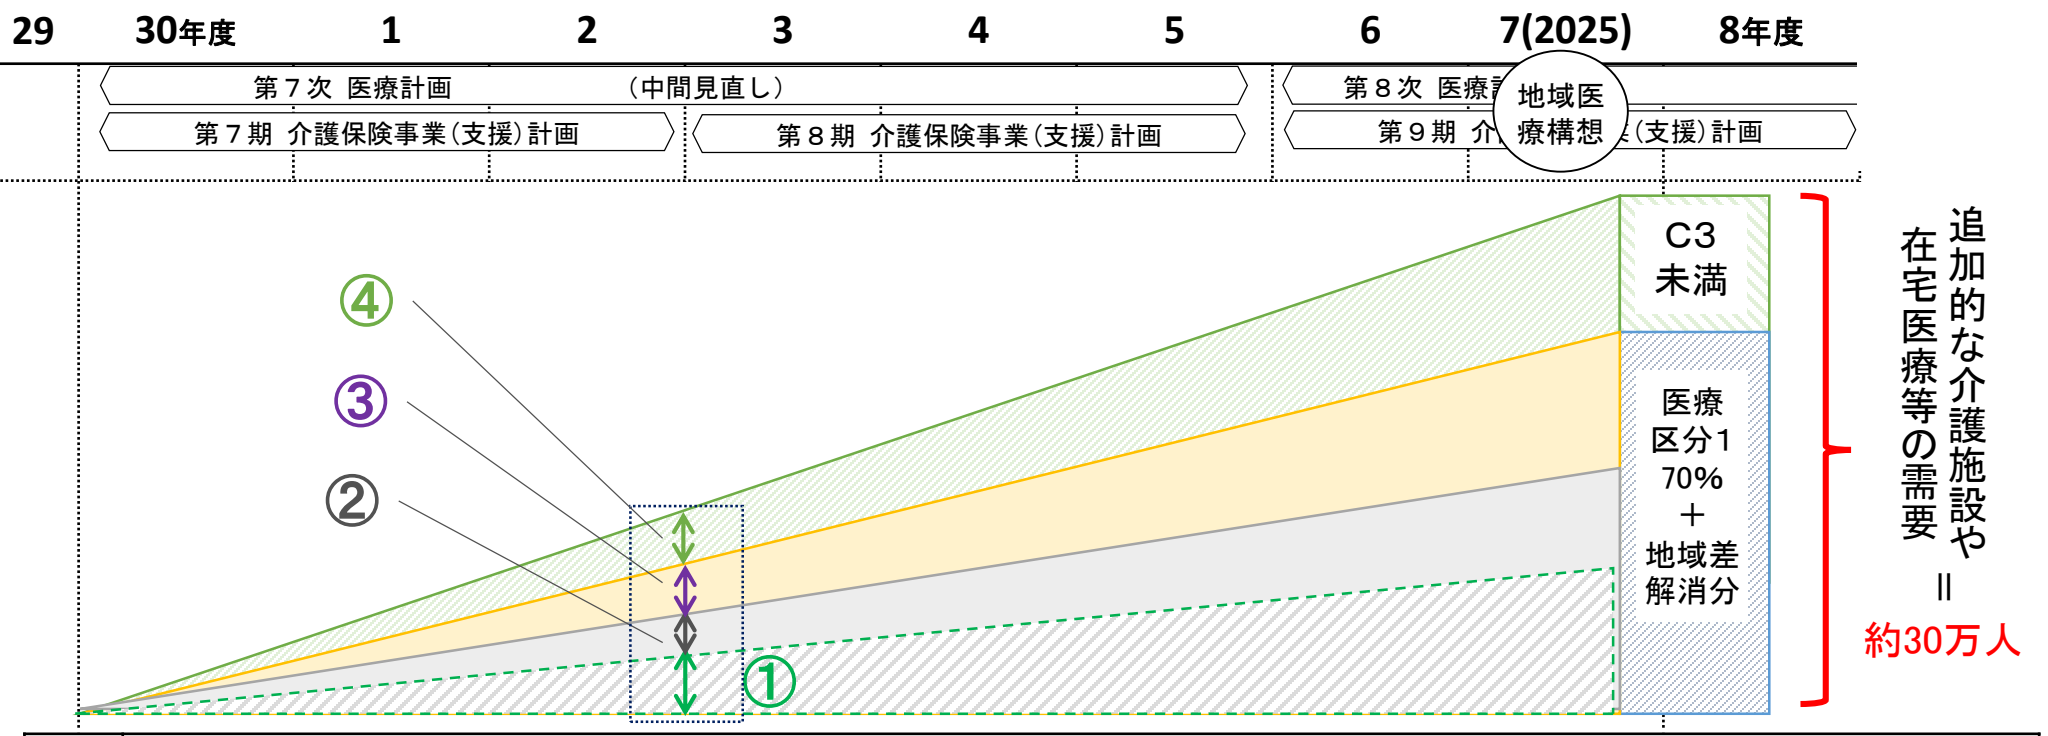 29 30年度 1 2 3 4 5 6 7(2025) 8年度
第７次 医療計画 （中間見直し） 第８次 医療
第７期 介護保険事業（支援）計画 第８期 介護保険事業（支援）計画 第９期 （支援）計画
地域医
療構想
C3
未満
④
③
②
①
医療
区分１
70%
＋
地域差
解消分
追加的な介護施設や
在宅医療等の需要
＝
約30万人